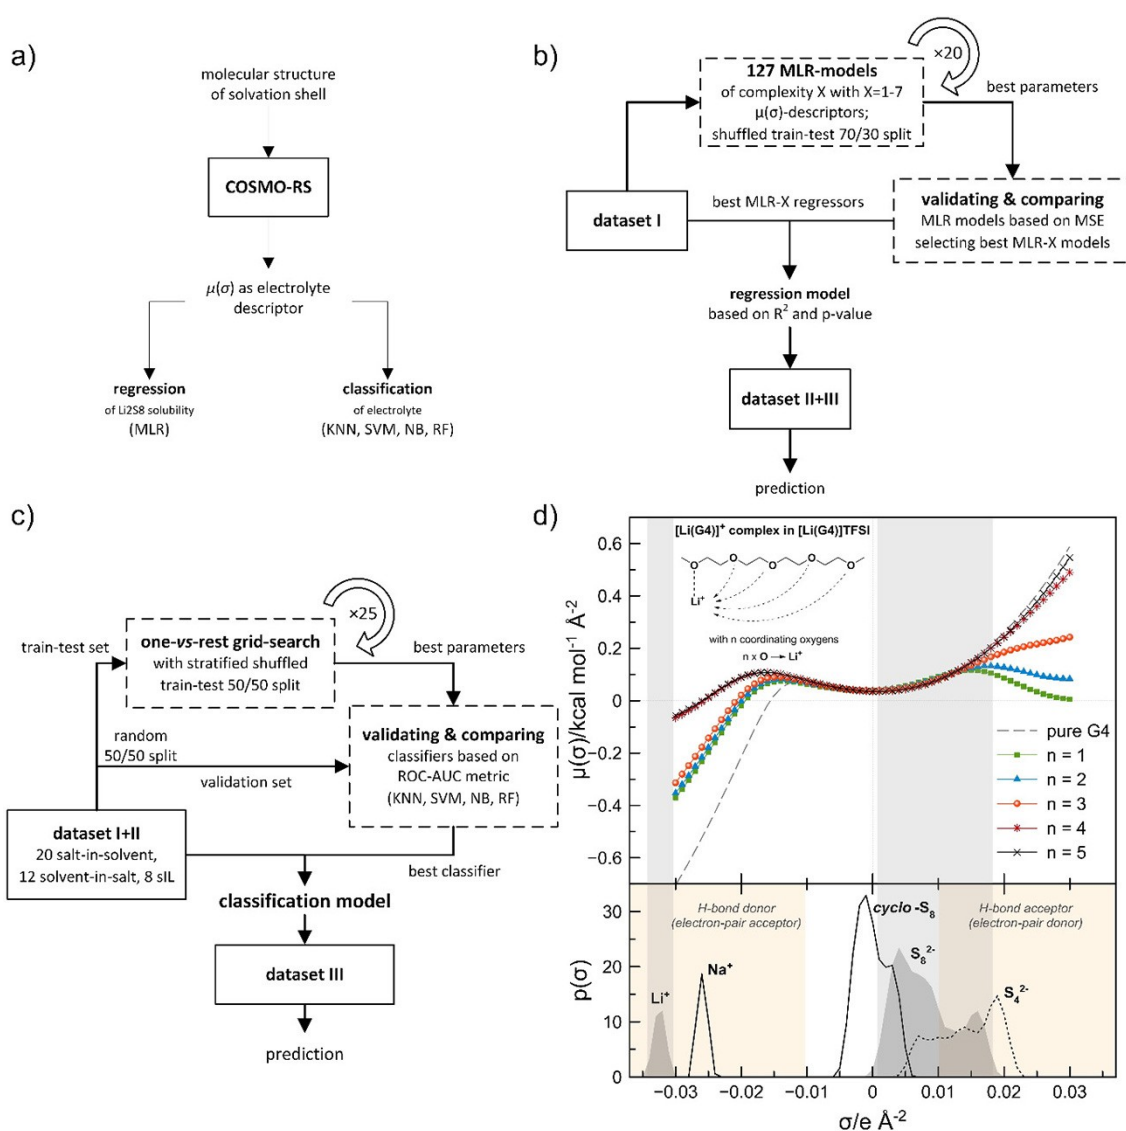 a)
molecular structure
of solvation shell
COSMO-RS
μ(σ) as electrolyte
descriptor
regression
of Li2S8 solubility
(MLR)
classification
of electrolyte
(KNN, SVM, NB, RF)
b)
×20
127 MLR-models
of complexity X with X=1-7
μ(σ)-descriptors;
shuffled train-test 70/30 split
best parameters
dataset I
best MLR-X regressors
validating & comparing
MLR models based on MSE
selecting best MLR-X models
regression model
based on R² and p-value
dataset II+III
prediction
c)
×25
train-test set
one-vs-rest grid-search
with stratified shuffled
train-test 50/50 split
best parameters
random
50/50 split
validation set
validating & comparing
classifiers based on
ROC-AUC metric
(KNN, SVM, NB, RF)
dataset I+II
20 salt-in-solvent,
12 solvent-in-salt, 8 sIL
best classifier
classification model
dataset III
prediction
d)
[Li(G4)]⁺ complex in [Li(G4)]TFSI
O O O O O
Li⁺
with n coordinating oxygens
n x O → Li⁺
μ(σ)/kcal mol⁻¹ Å⁻²
0.6
0.4
0.2
0
-0.2
-0.4
-0.6
pure G4
n = 1
n = 2
n = 3
n = 4
n = 5
p(σ)
30
20
10
0
H-bond donor
(electron-pair acceptor)
cyclo-S₈
H-bond acceptor
(electron-pair donor)
Li⁺
Na⁺
S₈²⁻
S₄²⁻
-0.03 -0.02 -0.01 0 0.01 0.02 0.03
σ/e Å⁻²